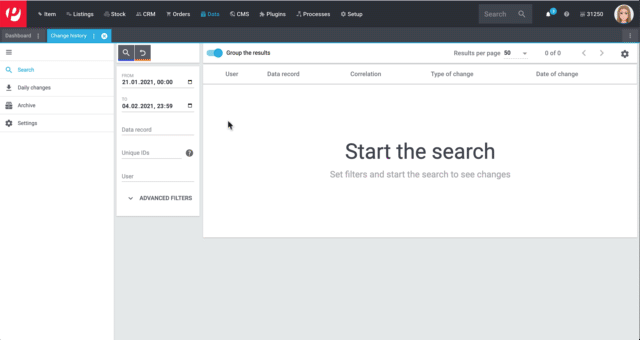 Item Listings Stock CRM Orders Data CMS Plugins Processes Setup Search 31250
Dashboard Change history
Search
Daily changes
Archive
Settings
FROM
21.01.2021, 00:00
TO
04.02.2021, 23:59
Data record
Unique IDs
User
ADVANCED FILTERS
Group the results Results per page 50 0 of 0
User Data record Correlation Type of change Date of change
Start the search
Set filters and start the search to see changes